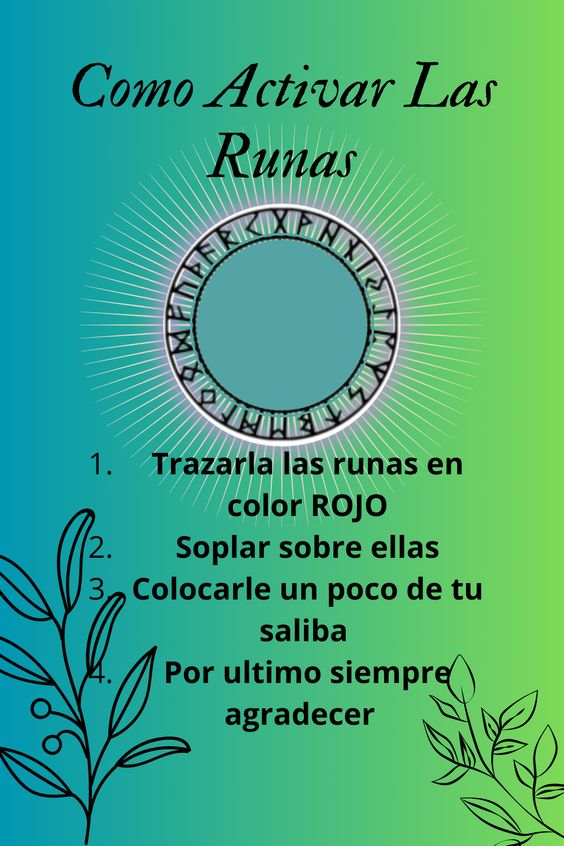 Como Activar Las
Runas
1. Trazarla las runas en
color ROJO
2. Soplar sobre ellas
3. Colocarle un poco de tu
saliba
4. Por ultimo siempre
agradecer